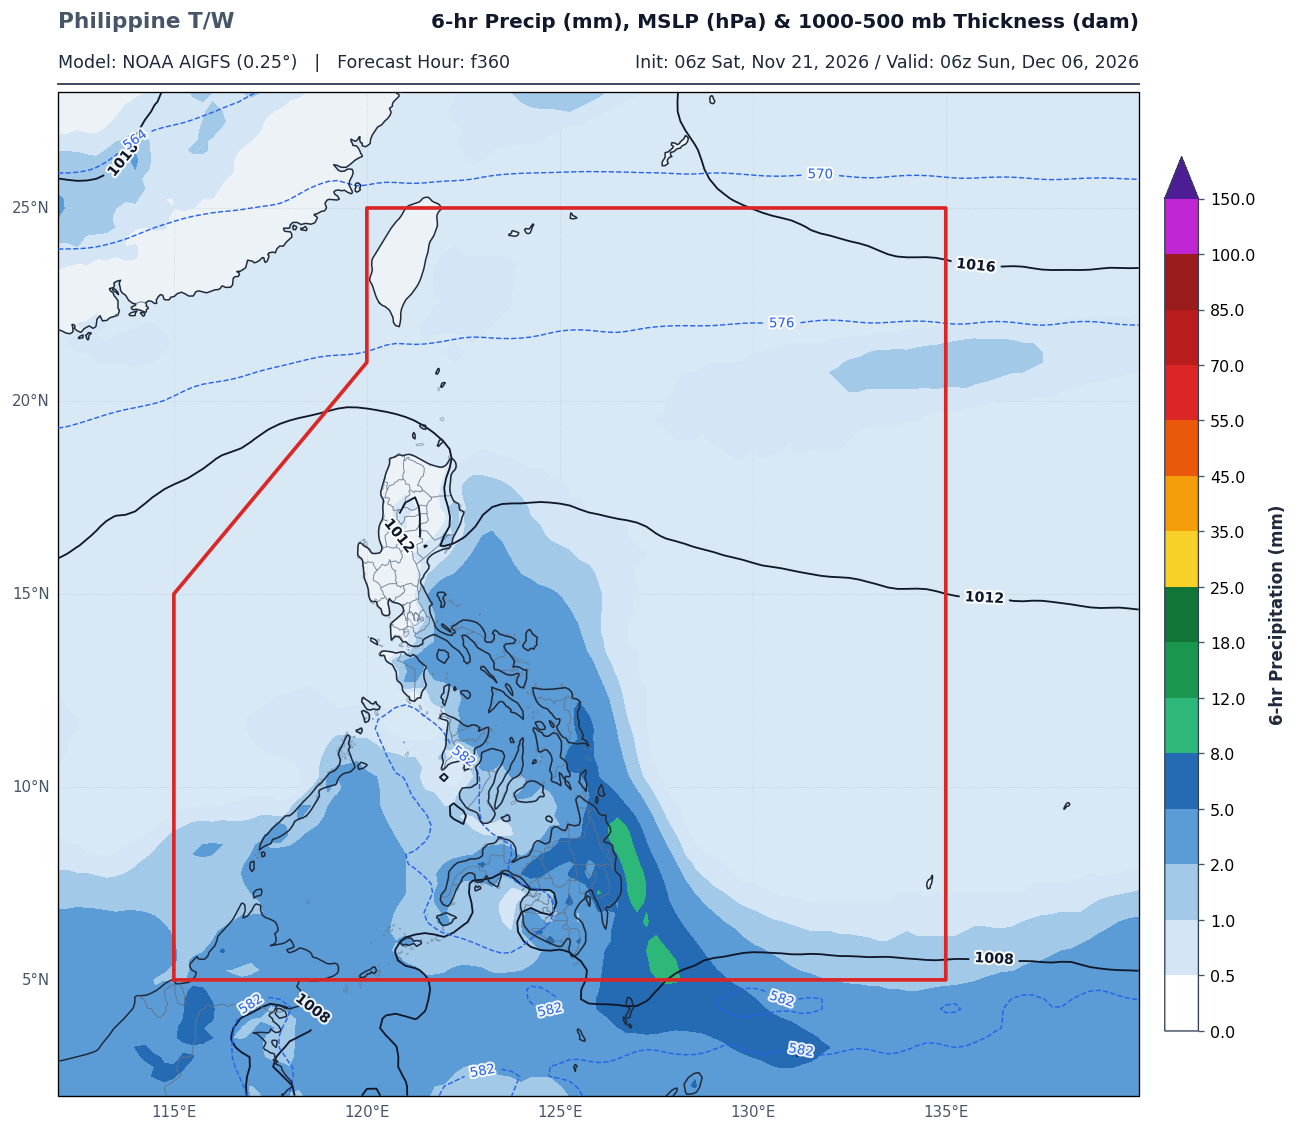 Philippine T/W
6-hr Precip (mm), MSLP (hPa) & 1000-500 mb Thickness (dam)
Model: NOAA AIGFS (0.25°) | Forecast Hour: f360
Init: 06z Sat, Nov 21, 2026 / Valid: 06z Sun, Dec 06, 2026
564
570
1016
576
1012
1012
582
1008
582
1008
582
582
582
582
25°N
20°N
15°N
10°N
5°N
115°E
120°E
125°E
130°E
135°E
150.0
100.0
85.0
70.0
55.0
45.0
35.0
25.0
18.0
12.0
8.0
5.0
2.0
1.0
0.5
0.0
6-hr Precipitation (mm)